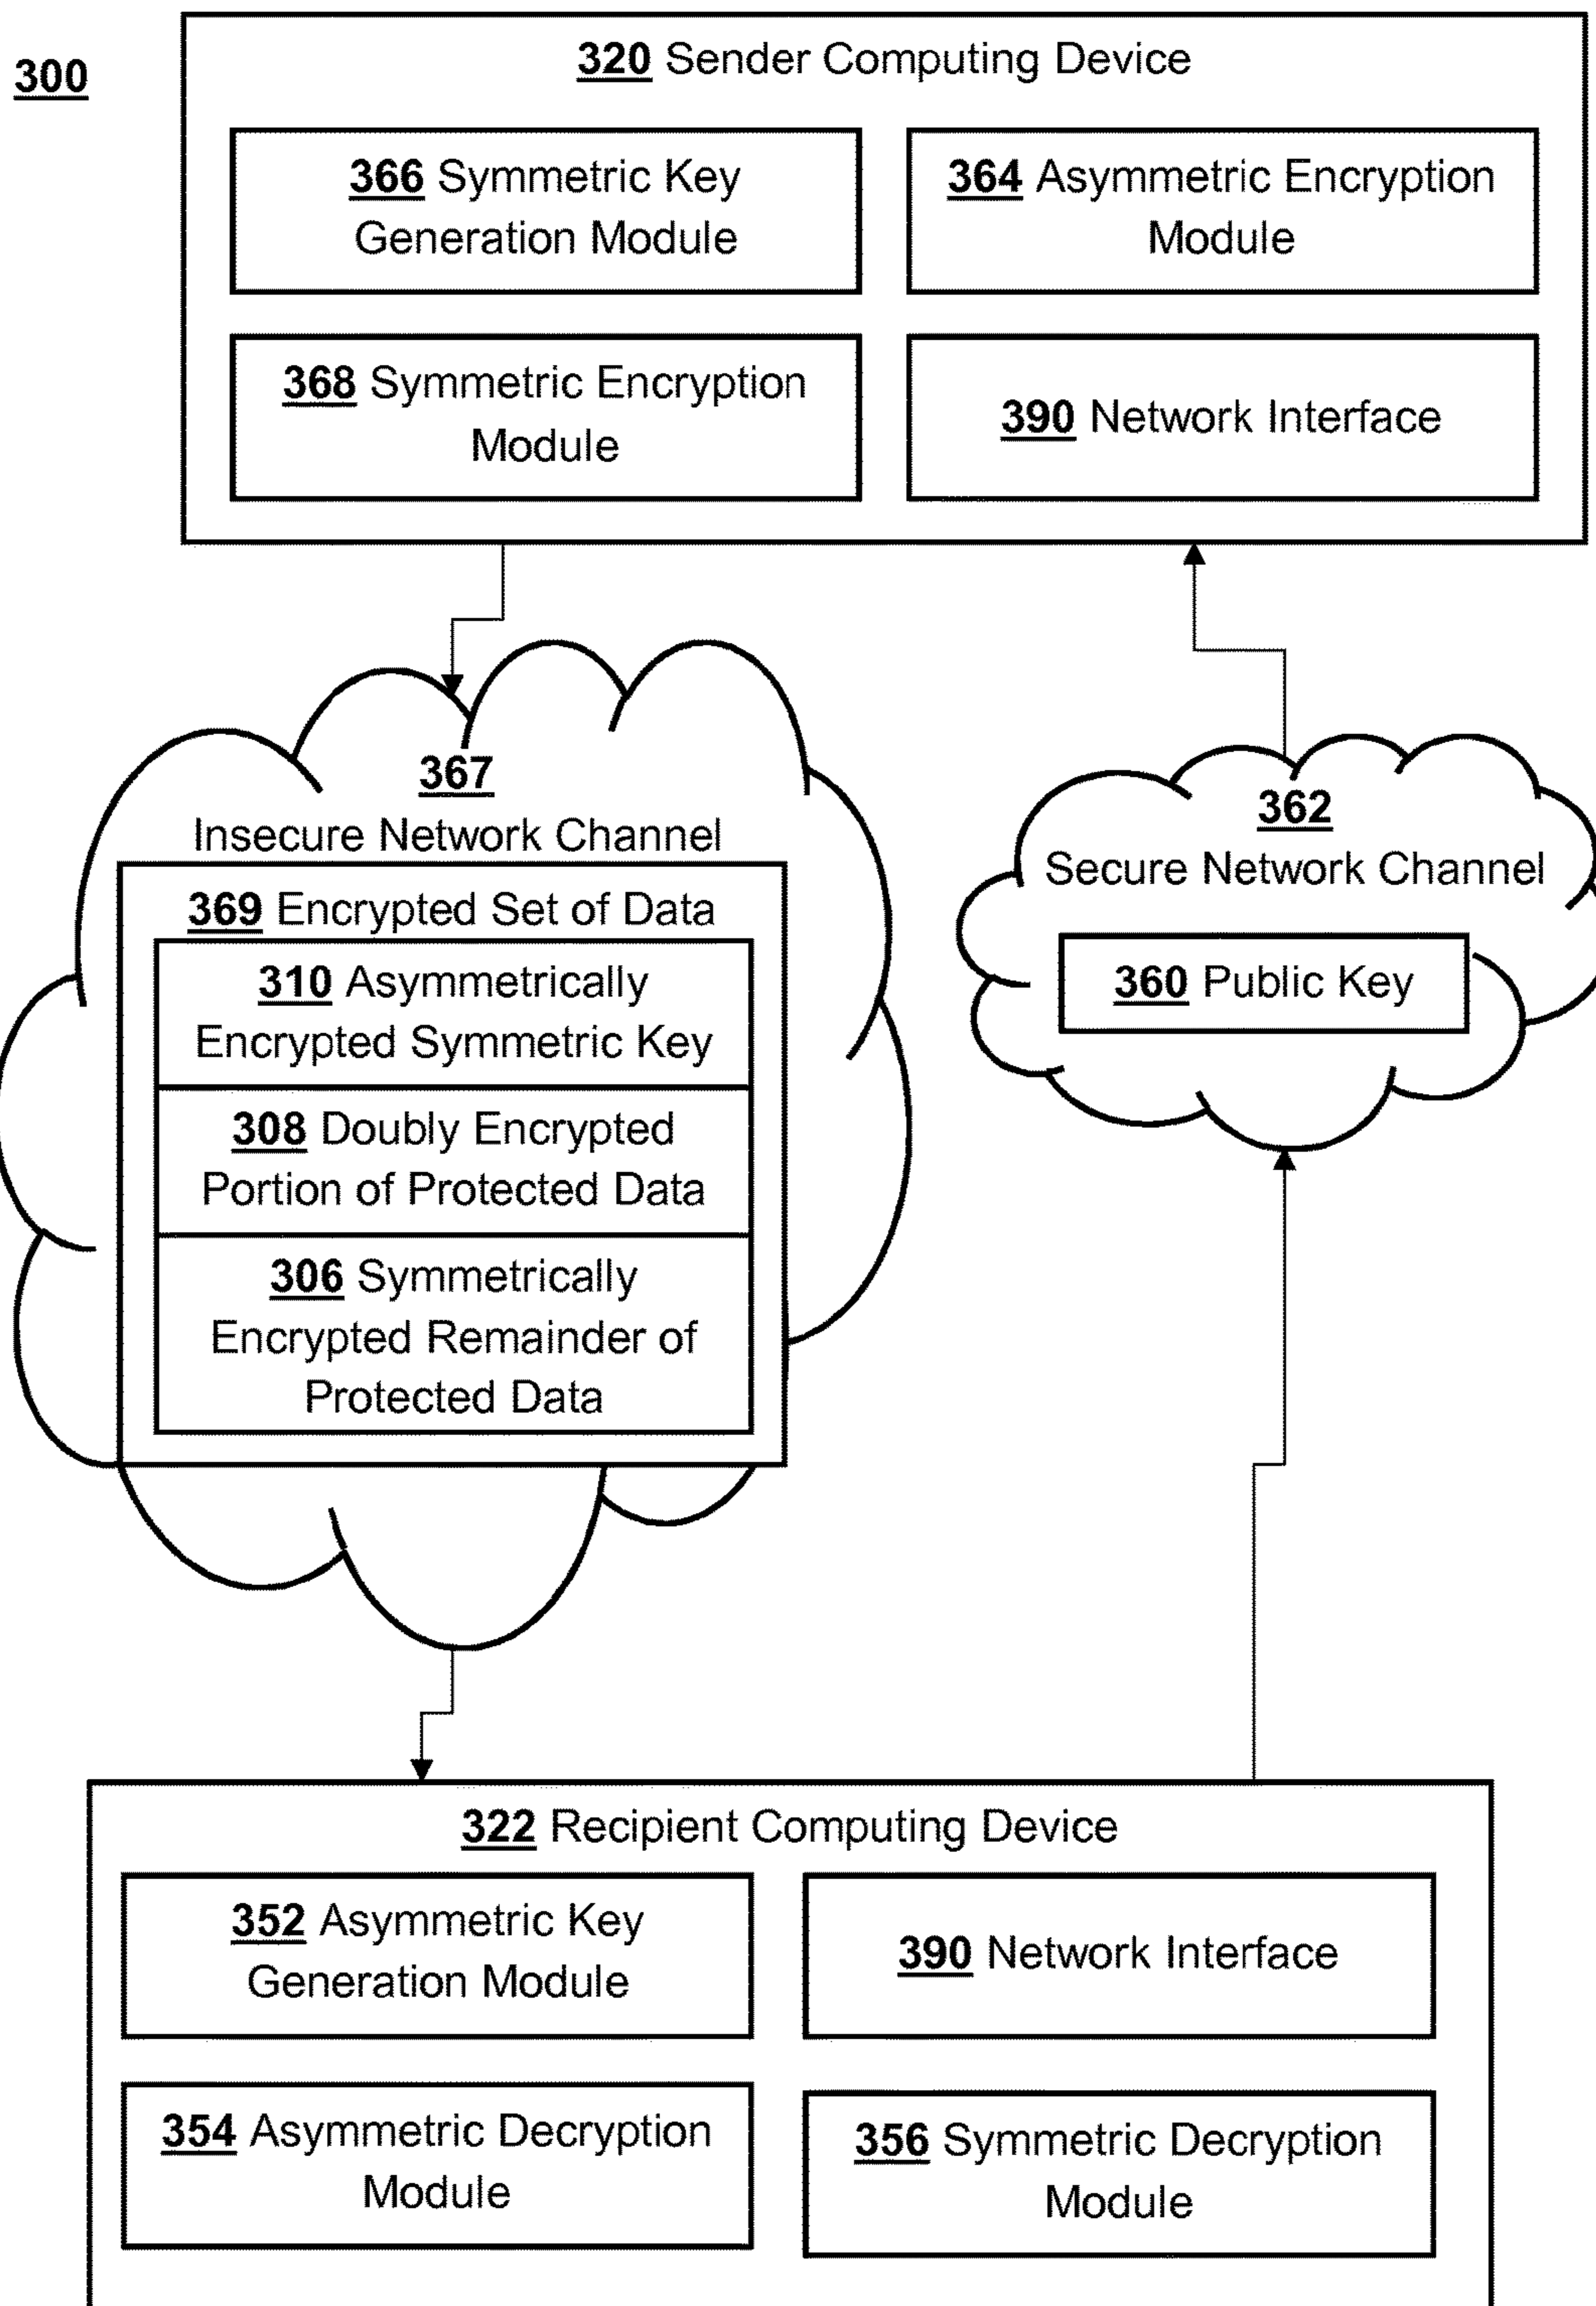 300
320 Sender Computing Device
366 Symmetric Key
Generation Module
364 Asymmetric Encryption
Module
368 Symmetric Encryption
Module
390 Network Interface
367
Insecure Network Channel
369 Encrypted Set of Data
310 Asymmetrically
Encrypted Symmetric Key
308 Doubly Encrypted
Portion of Protected Data
306 Symmetrically
Encrypted Remainder of
Protected Data
362
Secure Network Channel
360 Public Key
322 Recipient Computing Device
352 Asymmetric Key
Generation Module
390 Network Interface
354 Asymmetric Decryption
Module
356 Symmetric Decryption
Module